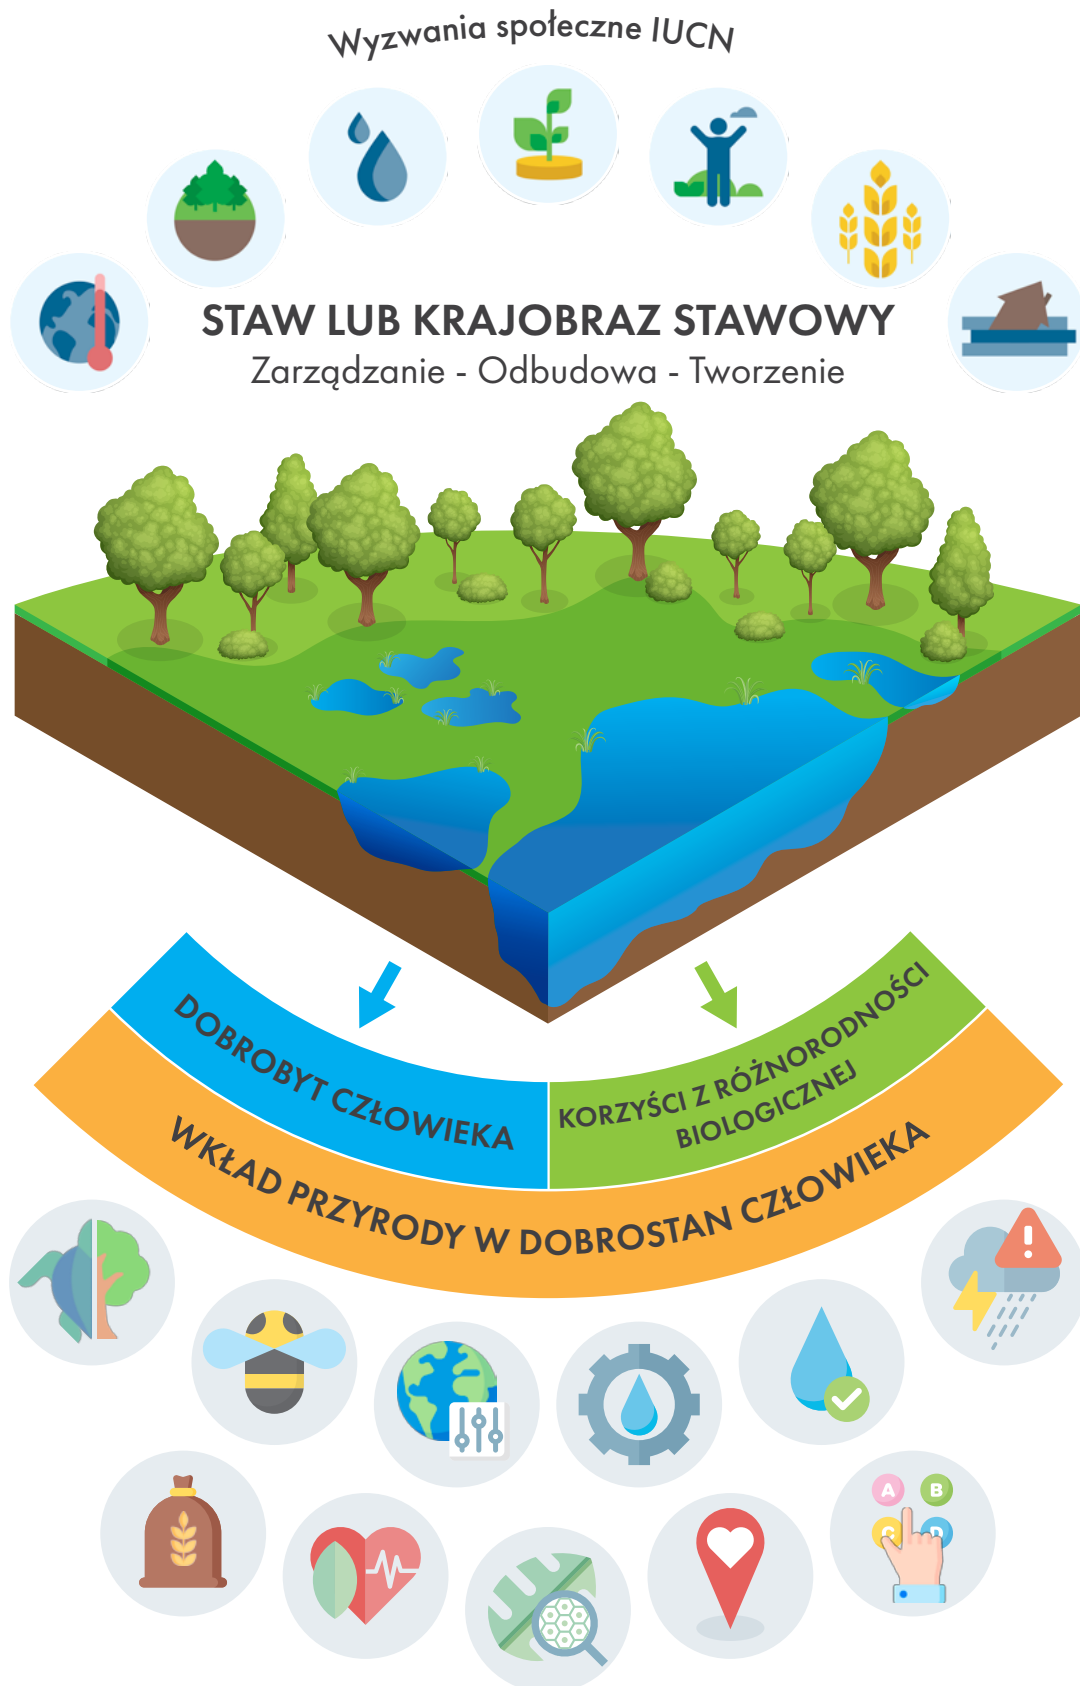 Wyzwania społeczne IUCN
STAW LUB KRAJOBRAZ STAWOWY
Zarządzanie - Odbudowa - Tworzenie
DOBROBYT CZŁOWIEKA
KORZYŚCI Z RÓŻNORODNOŚCI
BIOLOGICZNEJ
WKŁAD PRZYRODY W DOBROSTAN CZŁOWIEKA
A B
C D